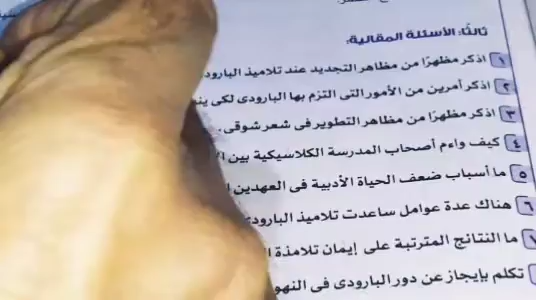 ثالثًا: الأسئلة المقالية:
١ اذكر مظهرًا من مظاهر التجديد عند تلاميذ البارود
٢ اذكر أمرين من الأمور التى التزم بها البارودى لكى
٣ اذكر مظهرًا من مظاهر التطوير فى شعر شوقى.
٤ كيف واءم أصحاب المدرسة الكلاسيكية بين
٥ ما أسباب ضعف الحياة الأدبية فى العهدين
٦ هناك عدة عوامل ساعدت تلاميذ البارودى
٧ ما النتائج المترتبة على إيمان تلامذة
تكلم بإيجاز عن دور البارودى فى النهو